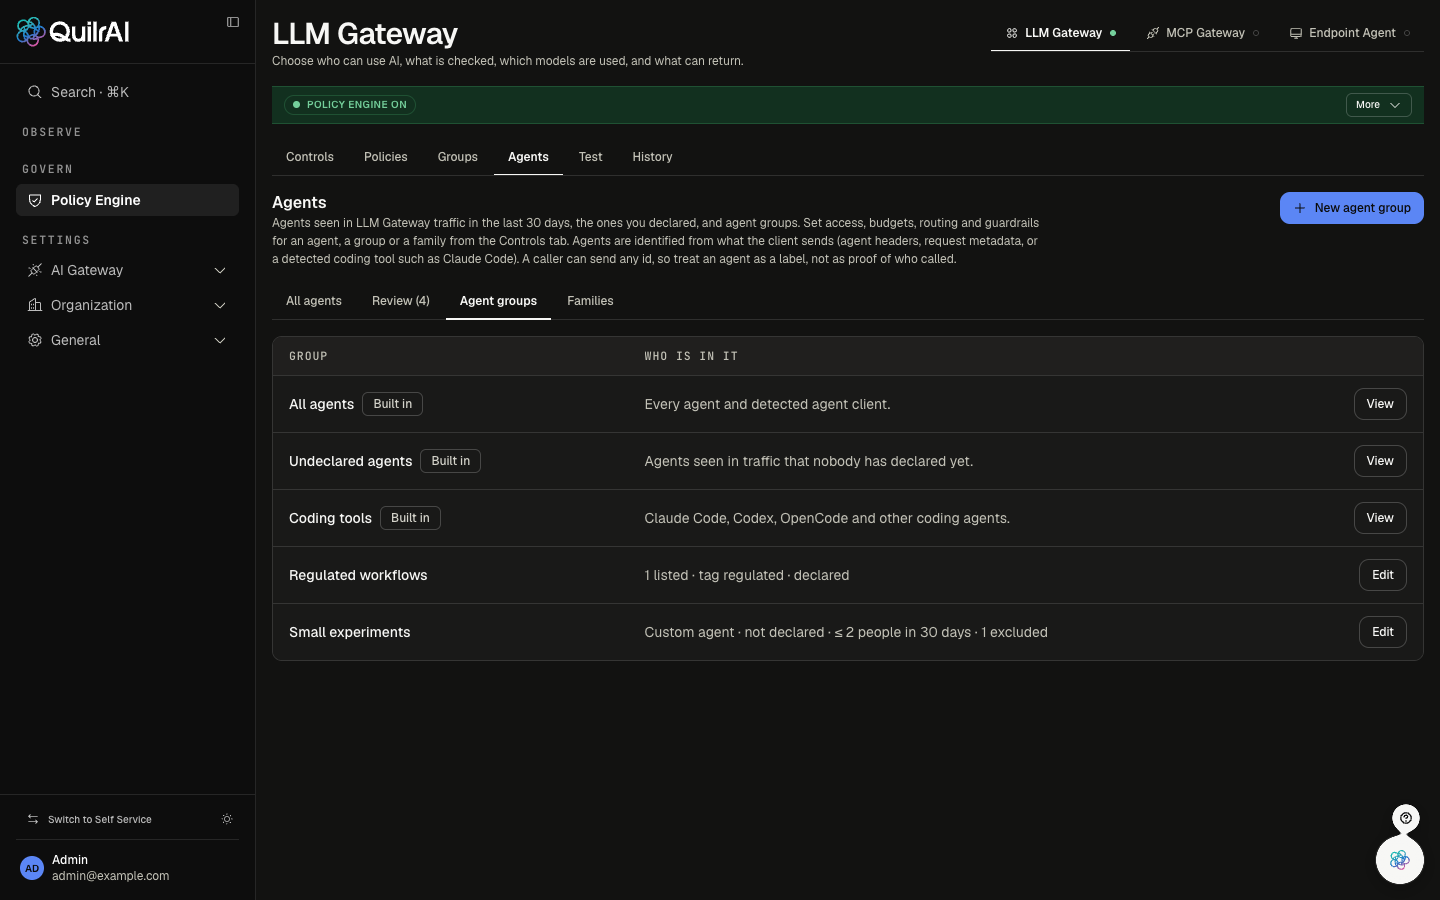 QuilrAI
Search · ⌘K
OBSERVE
GOVERN
Policy Engine
SETTINGS
AI Gateway
Organization
General
Switch to Self Service
AD
Admin
admin@example.com
LLM Gateway
Choose who can use AI, what is checked, which models are used, and what can return.
LLM Gateway
MCP Gateway
Endpoint Agent
POLICY ENGINE ON
More
Controls
Policies
Groups
Agents
Test
History
Agents
Agents seen in LLM Gateway traffic in the last 30 days, the ones you declared, and agent groups. Set access, budgets, routing and guardrails
for an agent, a group or a family from the Controls tab. Agents are identified from what the client sends (agent headers, request metadata, or
a detected coding tool such as Claude Code). A caller can send any id, so treat an agent as a label, not as proof of who called.
New agent group
All agents
Review (4)
Agent groups
Families
GROUP
WHO IS IN IT
All agents
Built in
Every agent and detected agent client.
View
Undeclared agents
Built in
Agents seen in traffic that nobody has declared yet.
View
Coding tools
Built in
Claude Code, Codex, OpenCode and other coding agents.
View
Regulated workflows
1 listed · tag regulated · declared
Edit
Small experiments
Custom agent · not declared · ≤ 2 people in 30 days · 1 excluded
Edit